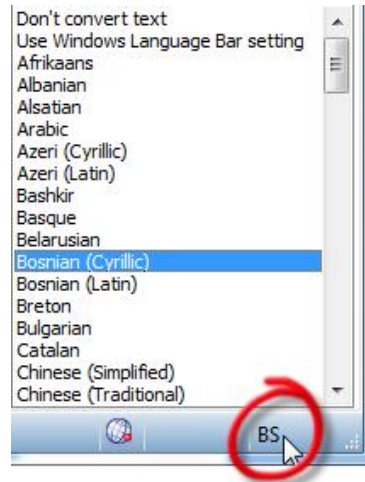 Don't convert text
Use Windows Language Bar setting
Afrikaans
Albanian
Alsatian
Arabic
Azeri (Cyrillic)
Azeri (Latin)
Bashkir
Basque
Belarusian
Bosnian (Cyrillic)
Bosnian (Latin)
Breton
Bulgarian
Catalan
Chinese (Simplified)
Chinese (Traditional)
BS